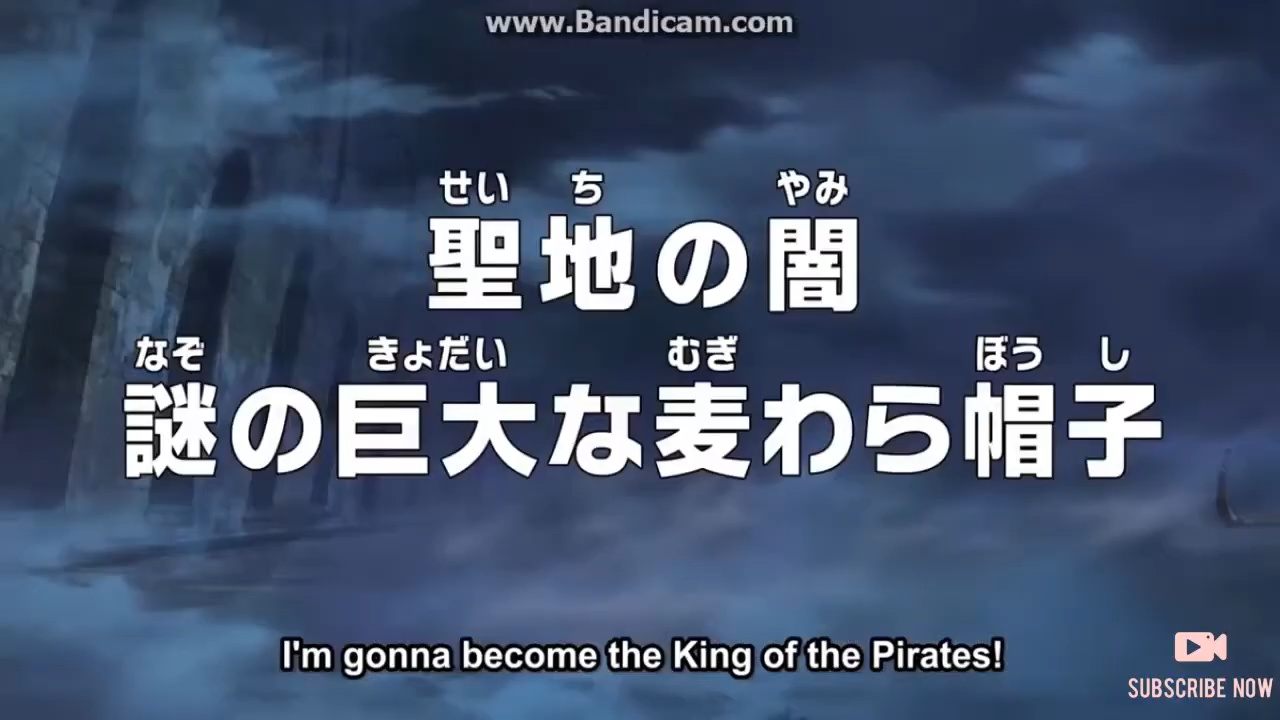 www.Bandicam.com
せい ち やみ
聖地の闇
なぞ きょだい むぎ ぼう し
謎の巨大な麦わら帽子
I'm gonna become the King of the Pirates!
SUBSCRIBE NOW